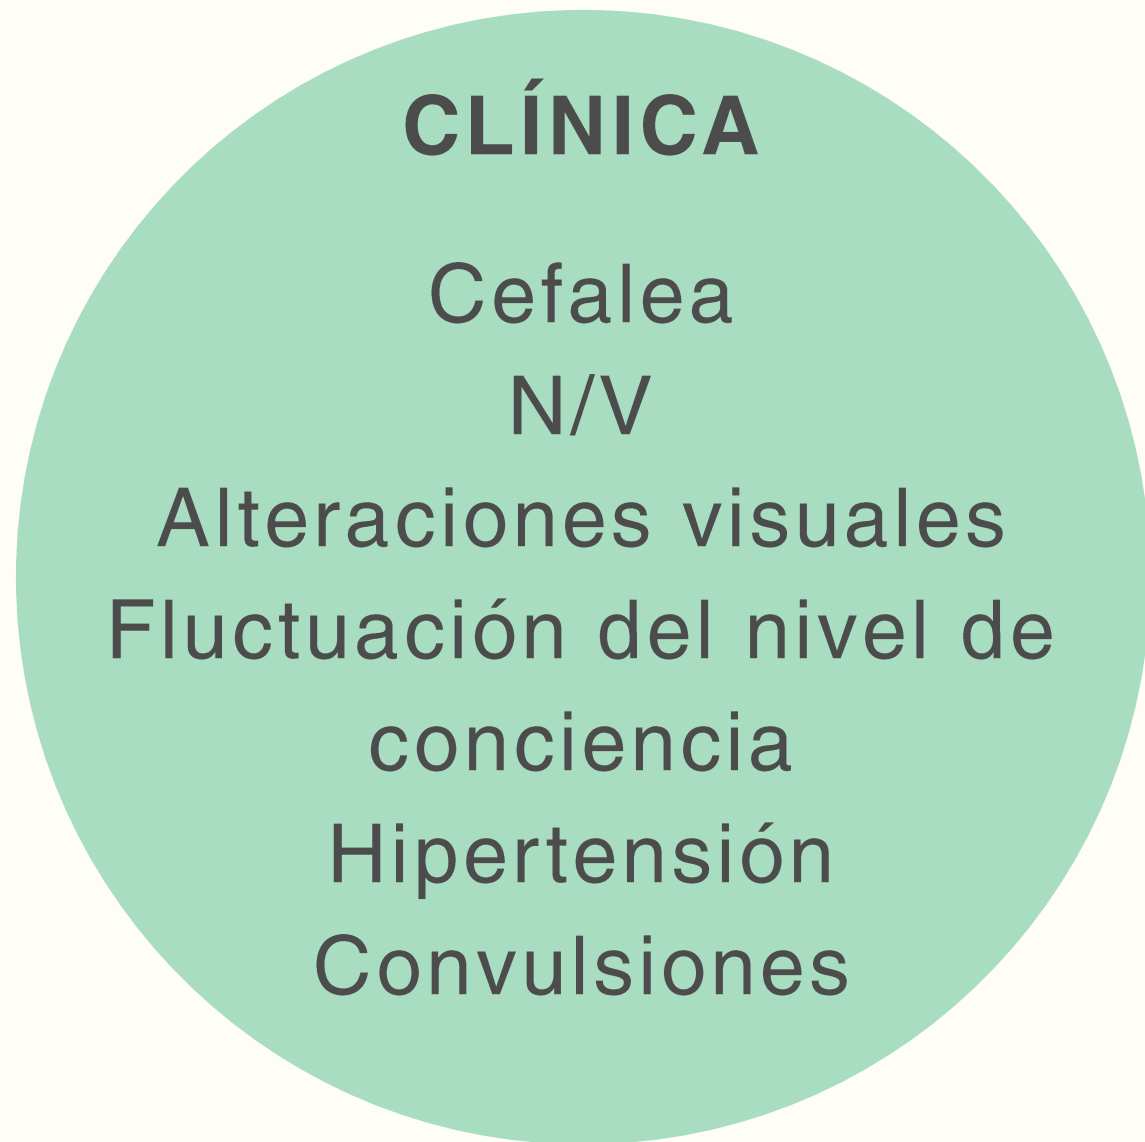 CLÍNICA
Cefalea
N/V
Alteraciones visuales
Fluctuación del nivel de
conciencia
Hipertensión
Convulsiones